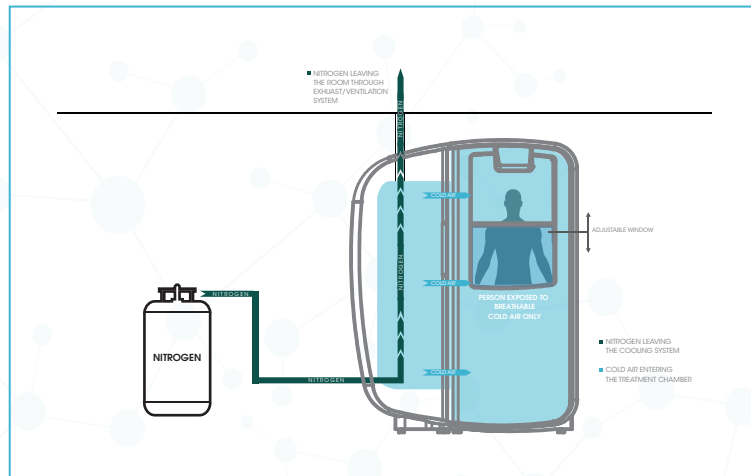 NITROGEN LEAVING
THE ROOM THROUGH
EXHUAST/VENTILATION
SYSTEM
NITROGEN
COLD AIR
ADJUSTABLE WINDOW
NITROGEN
NITROGEN
COLD AIR
PERSON EXPOSED TO
BREATHABLE
COLD AIR ONLY
NITROGEN
NITROGEN LEAVING
THE COOLING SYSTEM
COLD AIR ENTERING
THE TREATMENT CHAMBER
COLD AIR
NITROGEN